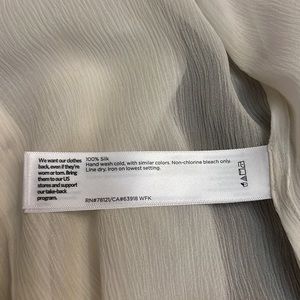 We want our clothes
back, even if they're
worn or torn. Bring
them to our US
stores and support
our take-back
program.
100% Silk
Hand wash cold, with similar colors. Non-chlorine bleach only.
Line dry. Iron on lowest setting.
RN#78121/CA#63918 WFK